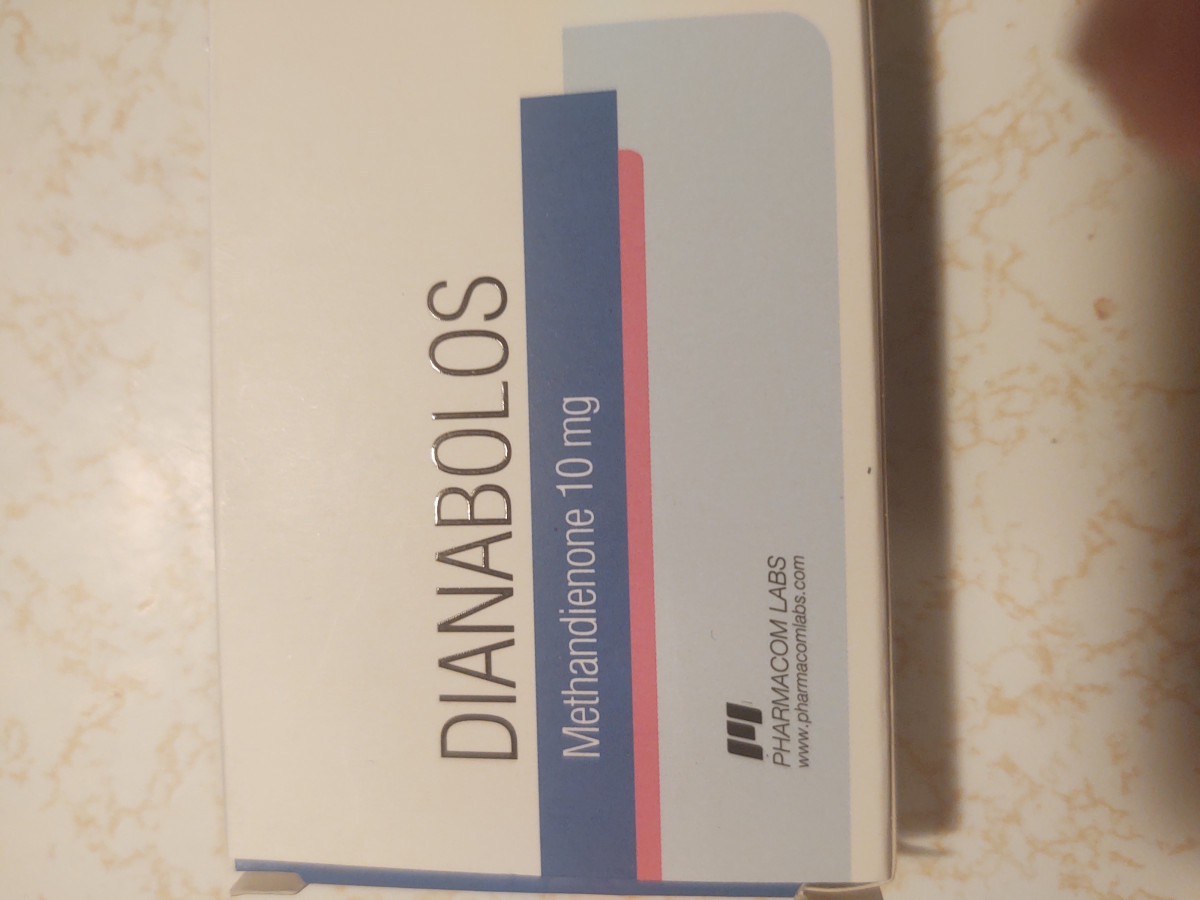 DIANABOLOS
Methandienone 10 mg
PHARMACOM LABS
www.pharmacomlabs.com